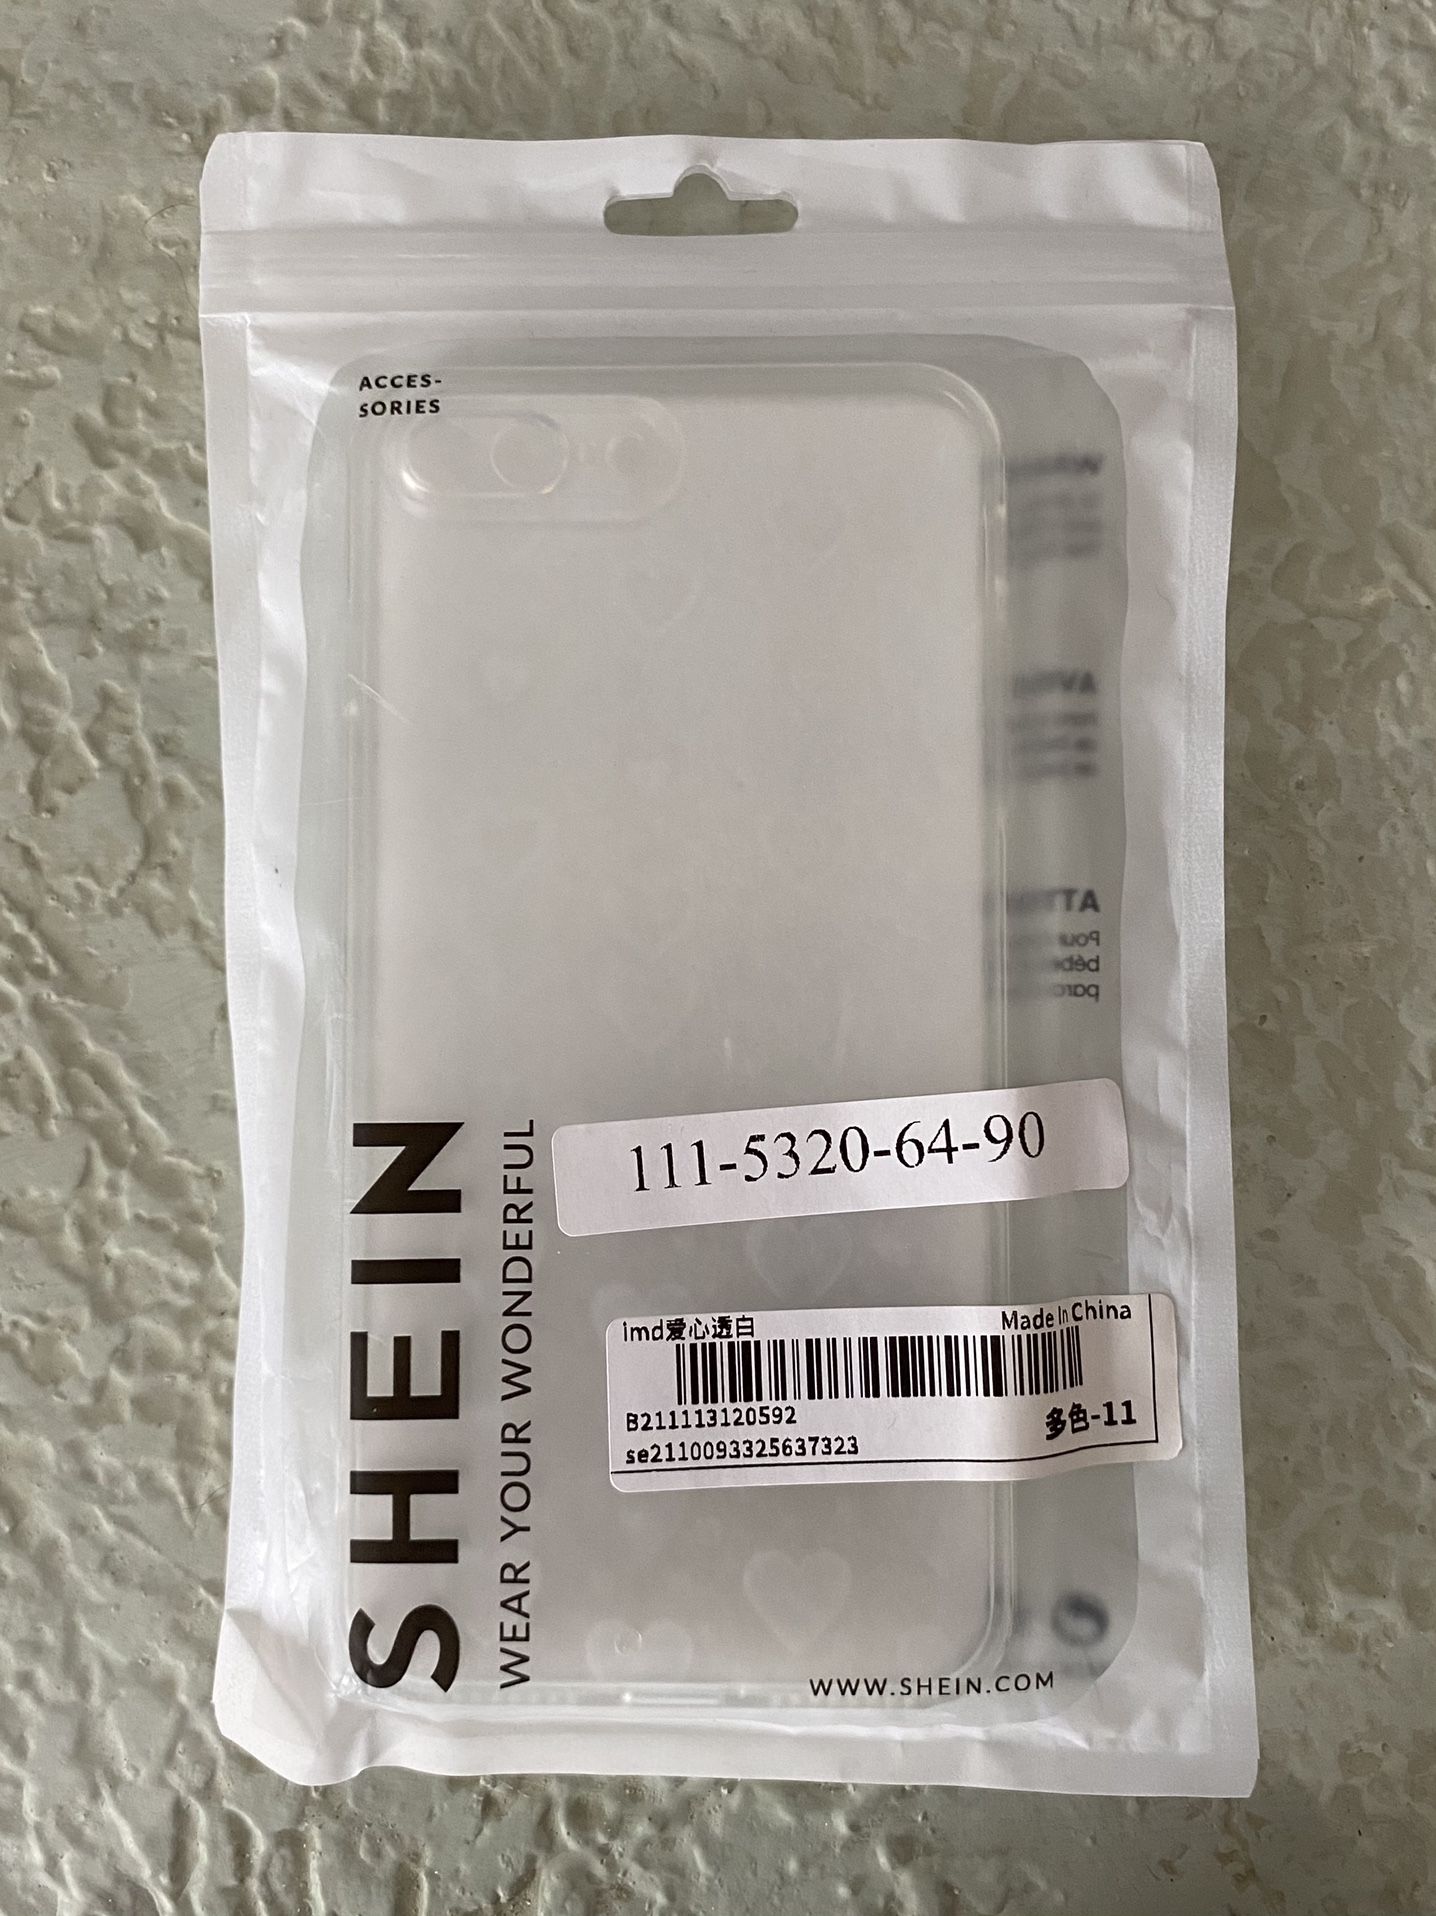 ACCES-
SORIES
SHEIN
WEAR YOUR WONDERFUL
111-5320-64-90
imd爱心透白
Made In China
B211113120592
多色-11
se2110093325637323
WWW.SHEIN.COM